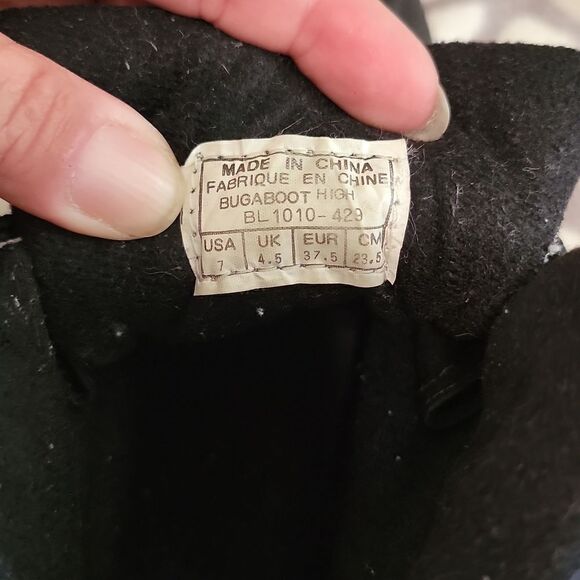 MADE IN CHINA
FABRIQUE EN CHINE
BUGABOOT HIGH
BL1010-429
USA UK EUR CM
7 4.5 37.5 23.5